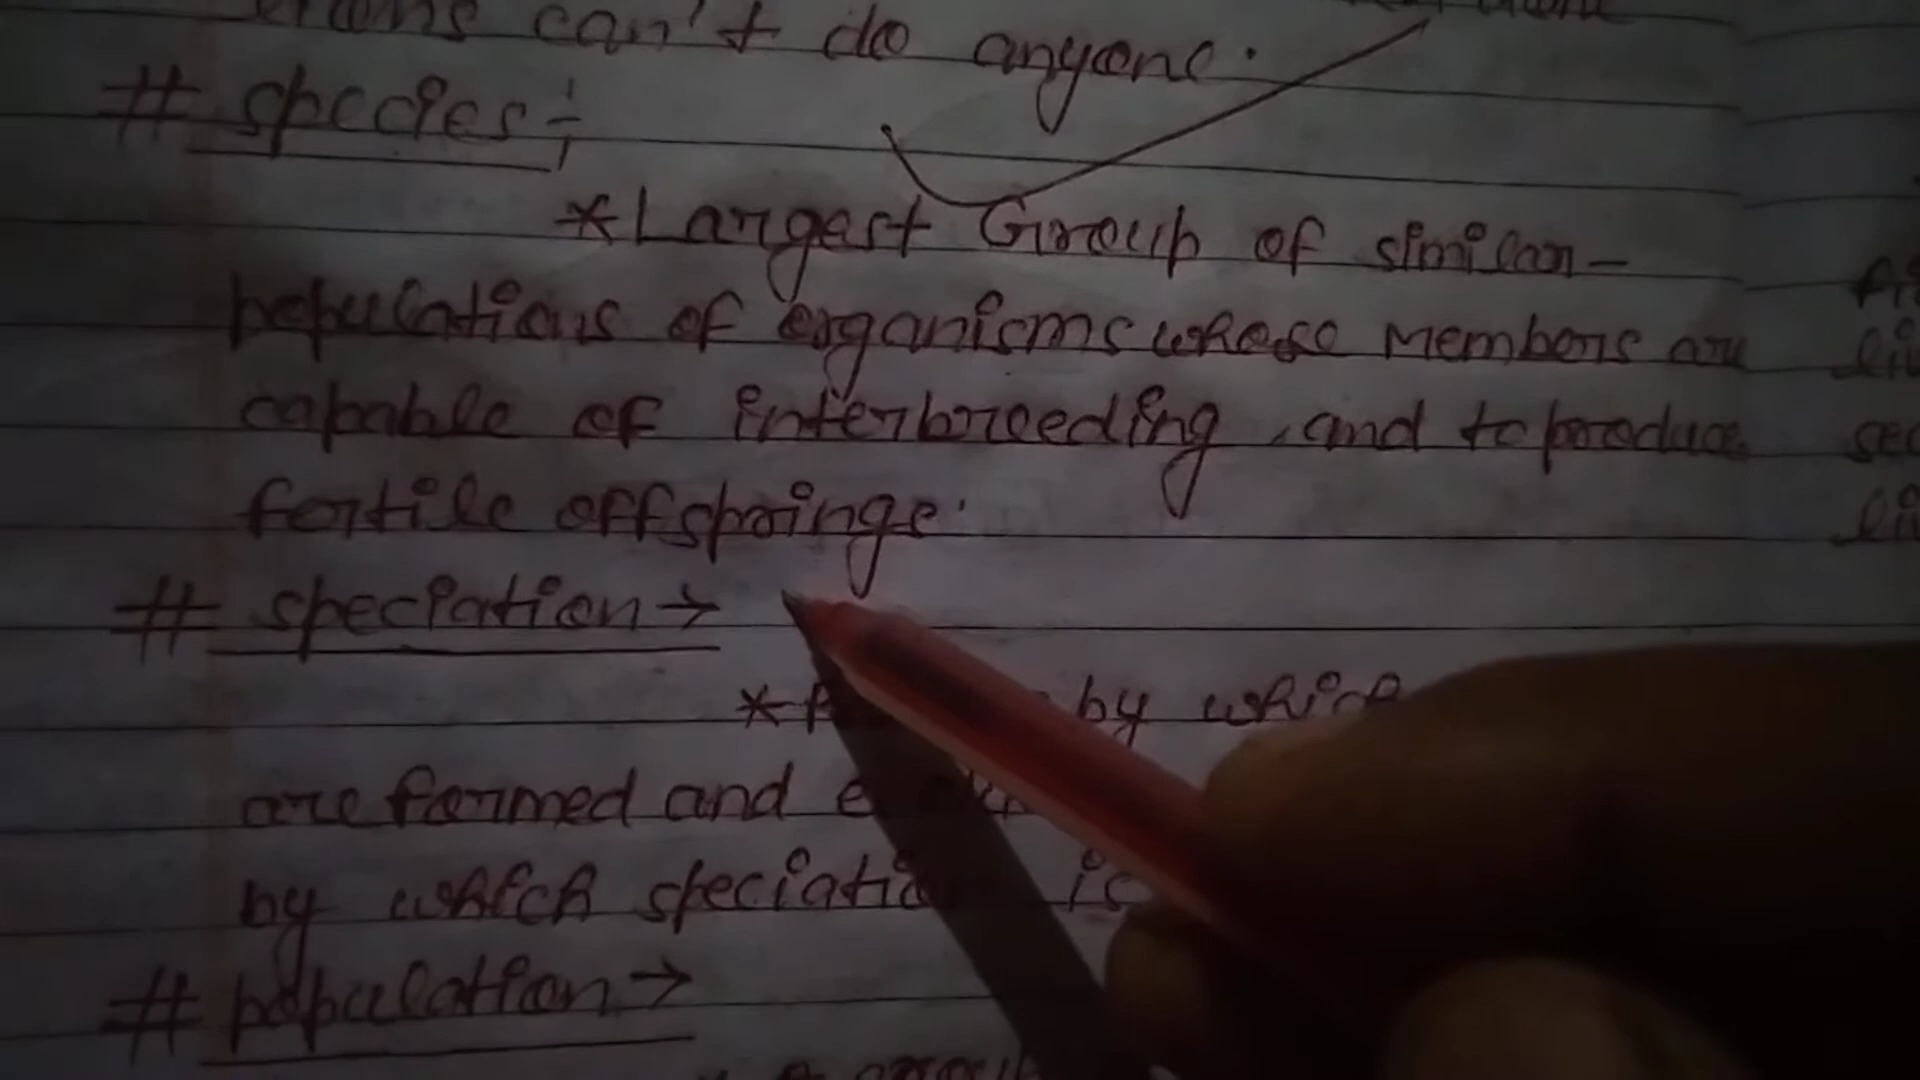 can't do anyone.
# species :-
* Largest Group of similar-
populations of organisms whose members are
capable of interbreeding, and to produce
fertile offspringe.
# speciation →
* by which
are formed and
by which speciation is
# population →